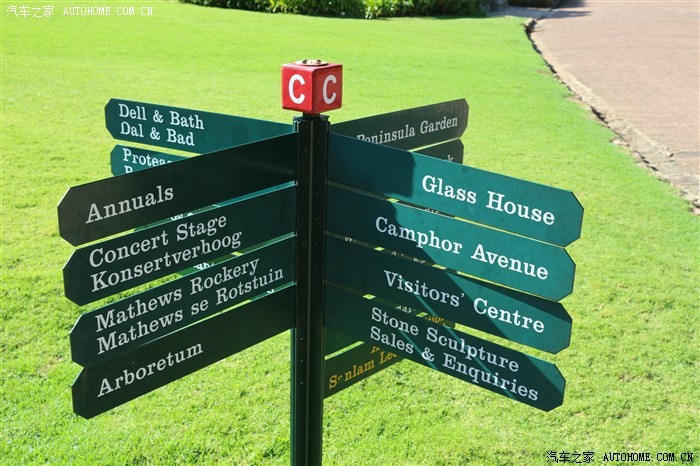 汽车之家 AUTOHOME.COM.CN
C C
Dell & Bath
Dal & Bad
Peninsula Garden
Annuals
Concert Stage
Konsertverhoog
Mathews Rockery
Mathews se Rotstuin
Arboretum
Glass House
Camphor Avenue
Visitors' Centre
Stone Sculpture
Sales & Enquiries
汽车之家 AUTOHOME.COM.CN